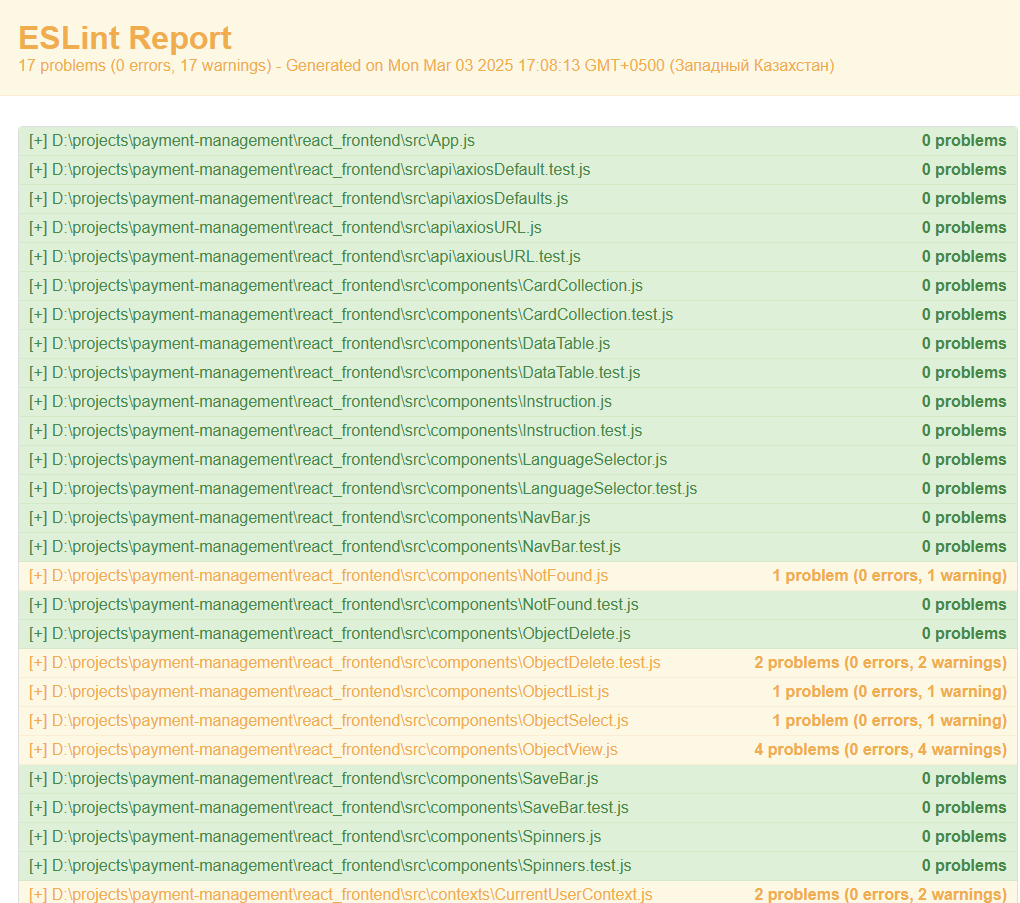 ESLint Report
17 problems (0 errors, 17 warnings) - Generated on Mon Mar 03 2025 17:08:13 GMT+0500 (Западный Казахстан)
[+] D:\projects\payment-management\react_frontend\src\App.js 0 problems
[+] D:\projects\payment-management\react_frontend\src\api\axiosDefault.test.js 0 problems
[+] D:\projects\payment-management\react_frontend\src\api\axiosDefaults.js 0 problems
[+] D:\projects\payment-management\react_frontend\src\api\axiosURL.js 0 problems
[+] D:\projects\payment-management\react_frontend\src\api\axiousURL.test.js 0 problems
[+] D:\projects\payment-management\react_frontend\src\components\CardCollection.js 0 problems
[+] D:\projects\payment-management\react_frontend\src\components\CardCollection.test.js 0 problems
[+] D:\projects\payment-management\react_frontend\src\components\DataTable.js 0 problems
[+] D:\projects\payment-management\react_frontend\src\components\DataTable.test.js 0 problems
[+] D:\projects\payment-management\react_frontend\src\components\Instruction.js 0 problems
[+] D:\projects\payment-management\react_frontend\src\components\Instruction.test.js 0 problems
[+] D:\projects\payment-management\react_frontend\src\components\LanguageSelector.js 0 problems
[+] D:\projects\payment-management\react_frontend\src\components\LanguageSelector.test.js 0 problems
[+] D:\projects\payment-management\react_frontend\src\components\NavBar.js 0 problems
[+] D:\projects\payment-management\react_frontend\src\components\NavBar.test.js 0 problems
[+] D:\projects\payment-management\react_frontend\src\components\NotFound.js 1 problem (0 errors, 1 warning)
[+] D:\projects\payment-management\react_frontend\src\components\NotFound.test.js 0 problems
[+] D:\projects\payment-management\react_frontend\src\components\ObjectDelete.js 0 problems
[+] D:\projects\payment-management\react_frontend\src\components\ObjectDelete.test.js 2 problems (0 errors, 2 warnings)
[+] D:\projects\payment-management\react_frontend\src\components\ObjectList.js 1 problem (0 errors, 1 warning)
[+] D:\projects\payment-management\react_frontend\src\components\ObjectSelect.js 1 problem (0 errors, 1 warning)
[+] D:\projects\payment-management\react_frontend\src\components\ObjectView.js 4 problems (0 errors, 4 warnings)
[+] D:\projects\payment-management\react_frontend\src\components\SaveBar.js 0 problems
[+] D:\projects\payment-management\react_frontend\src\components\SaveBar.test.js 0 problems
[+] D:\projects\payment-management\react_frontend\src\components\Spinners.js 0 problems
[+] D:\projects\payment-management\react_frontend\src\components\Spinners.test.js 0 problems
[+] D:\projects\payment-management\react_frontend\src\contexts\CurrentUserContext.js 2 problems (0 errors, 2 warnings)